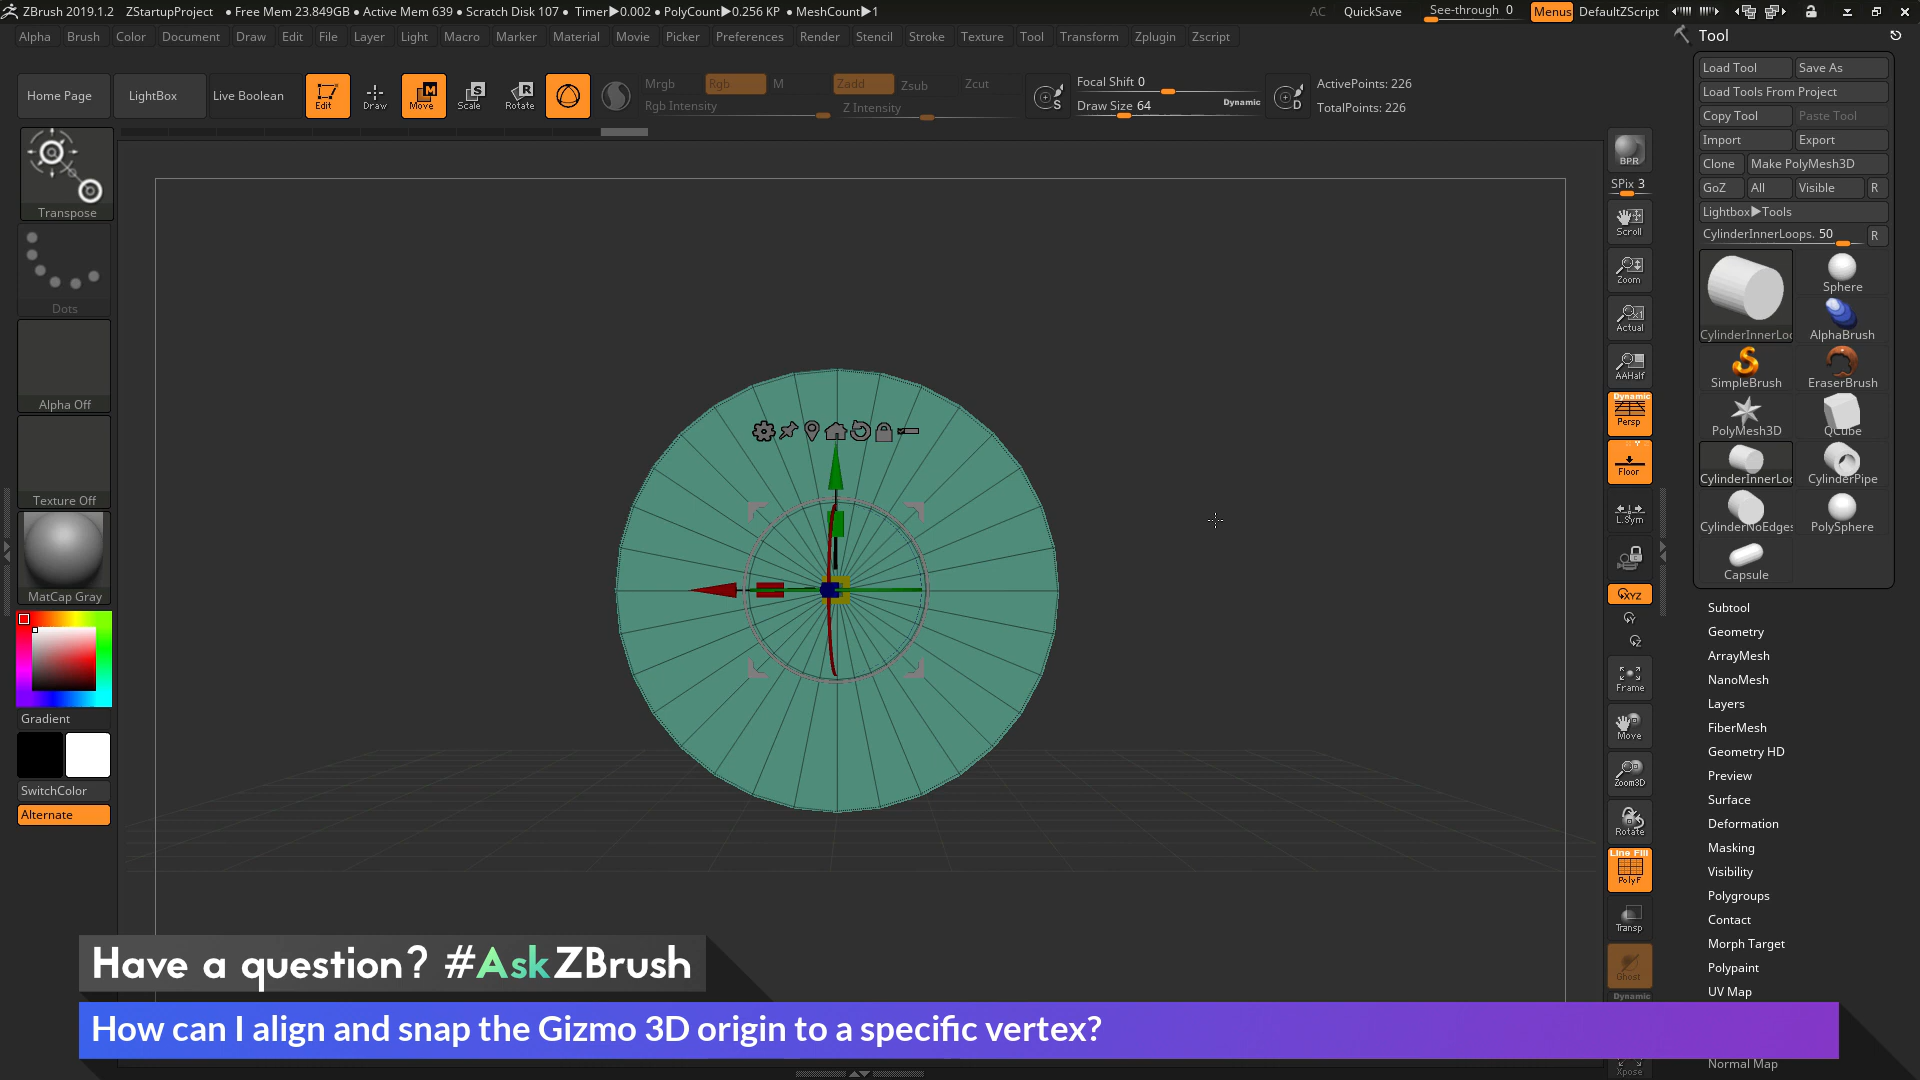 ZBrush 2019.1.2 ZStartupProject • Free Mem 23.849GB • Active Mem 639 • Scratch Disk 107 • Timer▶0.002 • PolyCount▶0.256 KP • MeshCount▶1 AC QuickSave See-through 0 Menus DefaultZScript
Alpha Brush Color Document Draw Edit File Layer Light Macro Marker Material Movie Picker Preferences Render Stencil Stroke Texture Tool Transform Zplugin Zscript
Home Page LightBox Live Boolean Edit Draw Move Scale Rotate
Mrgb Rgb M Zadd Zsub Zcut
Rgb Intensity Z Intensity
Focal Shift 0
Draw Size 64 Dynamic
ActivePoints: 226
TotalPoints: 226
Transpose
Dots
Alpha Off
Texture Off
MatCap Gray
Gradient
SwitchColor
Alternate
BPR
SPix 3
Scroll
Zoom
Actual
AAHalf
Dynamic
Persp
Floor
L.Sym
XYZ
Frame
Move
Zoom3D
Rotate
Line Fill
PolyF
Transp
Ghost
Dynamic
Xpose
Tool
Load Tool Save As
Load Tools From Project
Copy Tool Paste Tool
Import Export
Clone Make PolyMesh3D
GoZ All Visible R
Lightbox▶Tools
CylinderInnerLoops. 50 R
CylinderInnerLoo Sphere
AlphaBrush
SimpleBrush EraserBrush
PolyMesh3D QCube
CylinderInnerLoo CylinderPipe
CylinderNoEdges PolySphere
Capsule
Subtool
Geometry
ArrayMesh
NanoMesh
Layers
FiberMesh
Geometry HD
Preview
Surface
Deformation
Masking
Visibility
Polygroups
Contact
Morph Target
Polypaint
UV Map
Normal Map
Have a question? #AskZBrush
How can I align and snap the Gizmo 3D origin to a specific vertex?